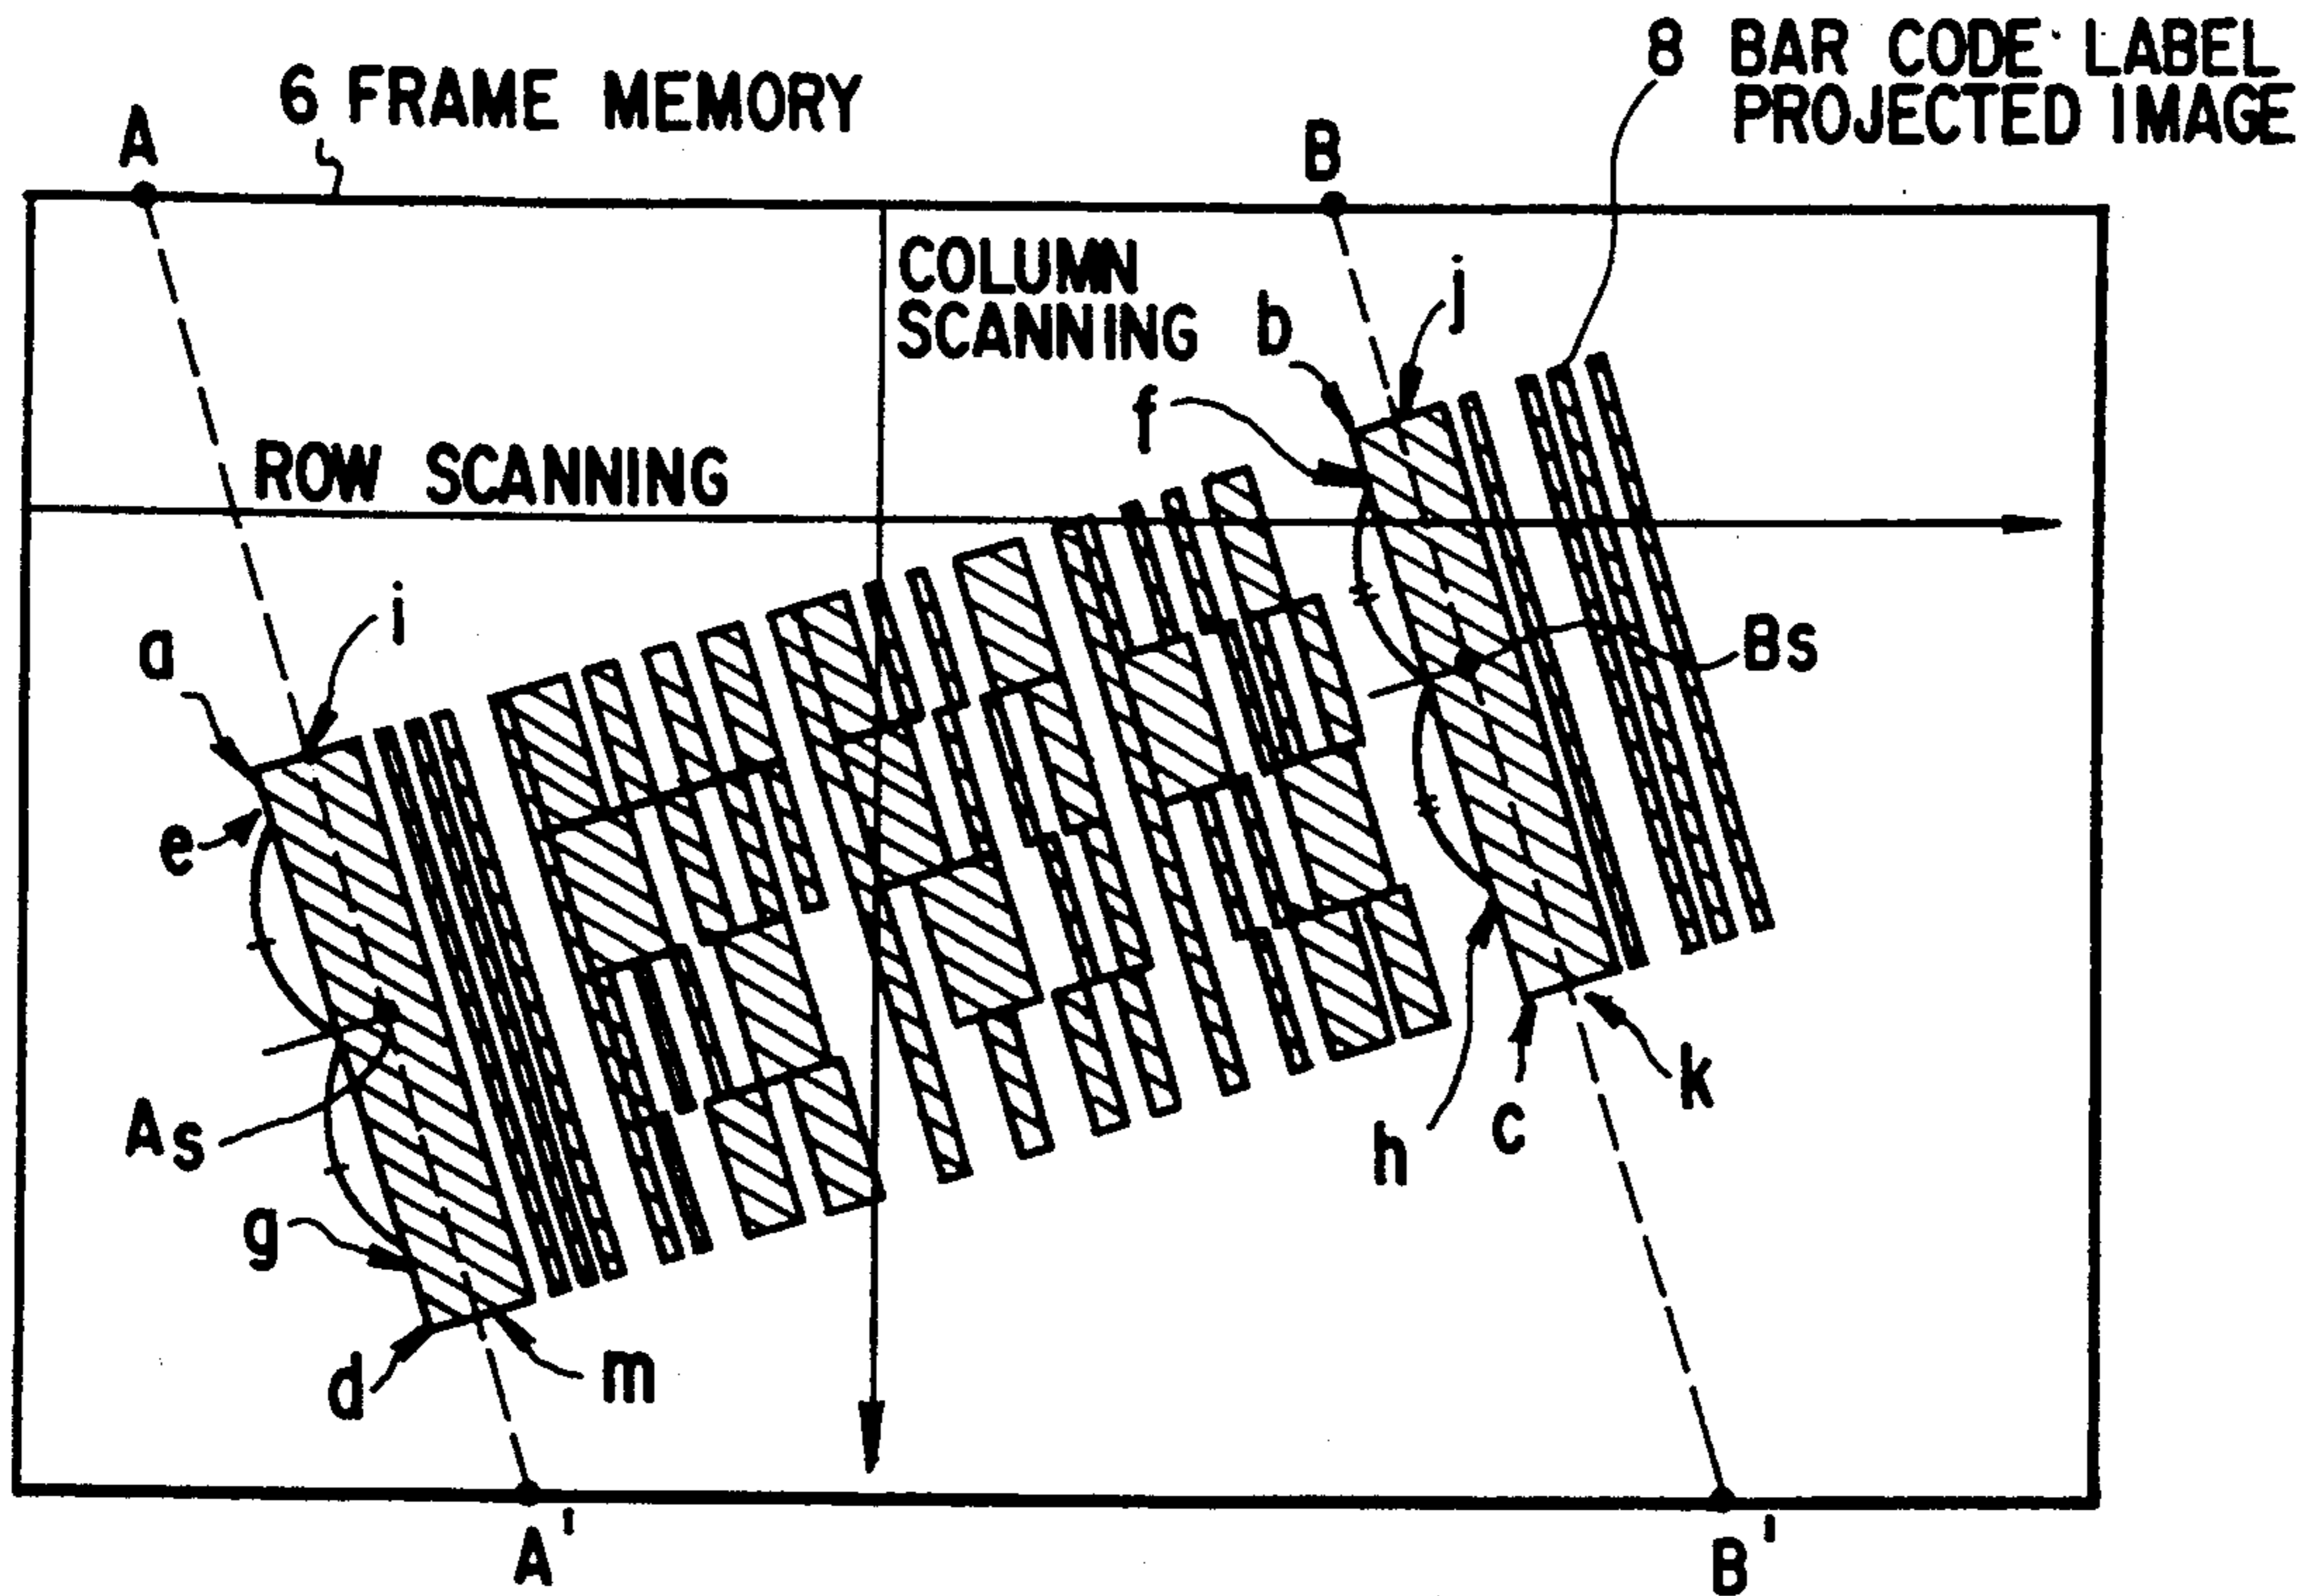 8 BAR CODE LABEL
PROJECTED IMAGE
6 FRAME MEMORY
A
B
COLUMN
SCANNING
b
j
f
ROW SCANNING
i
a
Bs
e
As
k
c
h
g
d
m
A'
B'